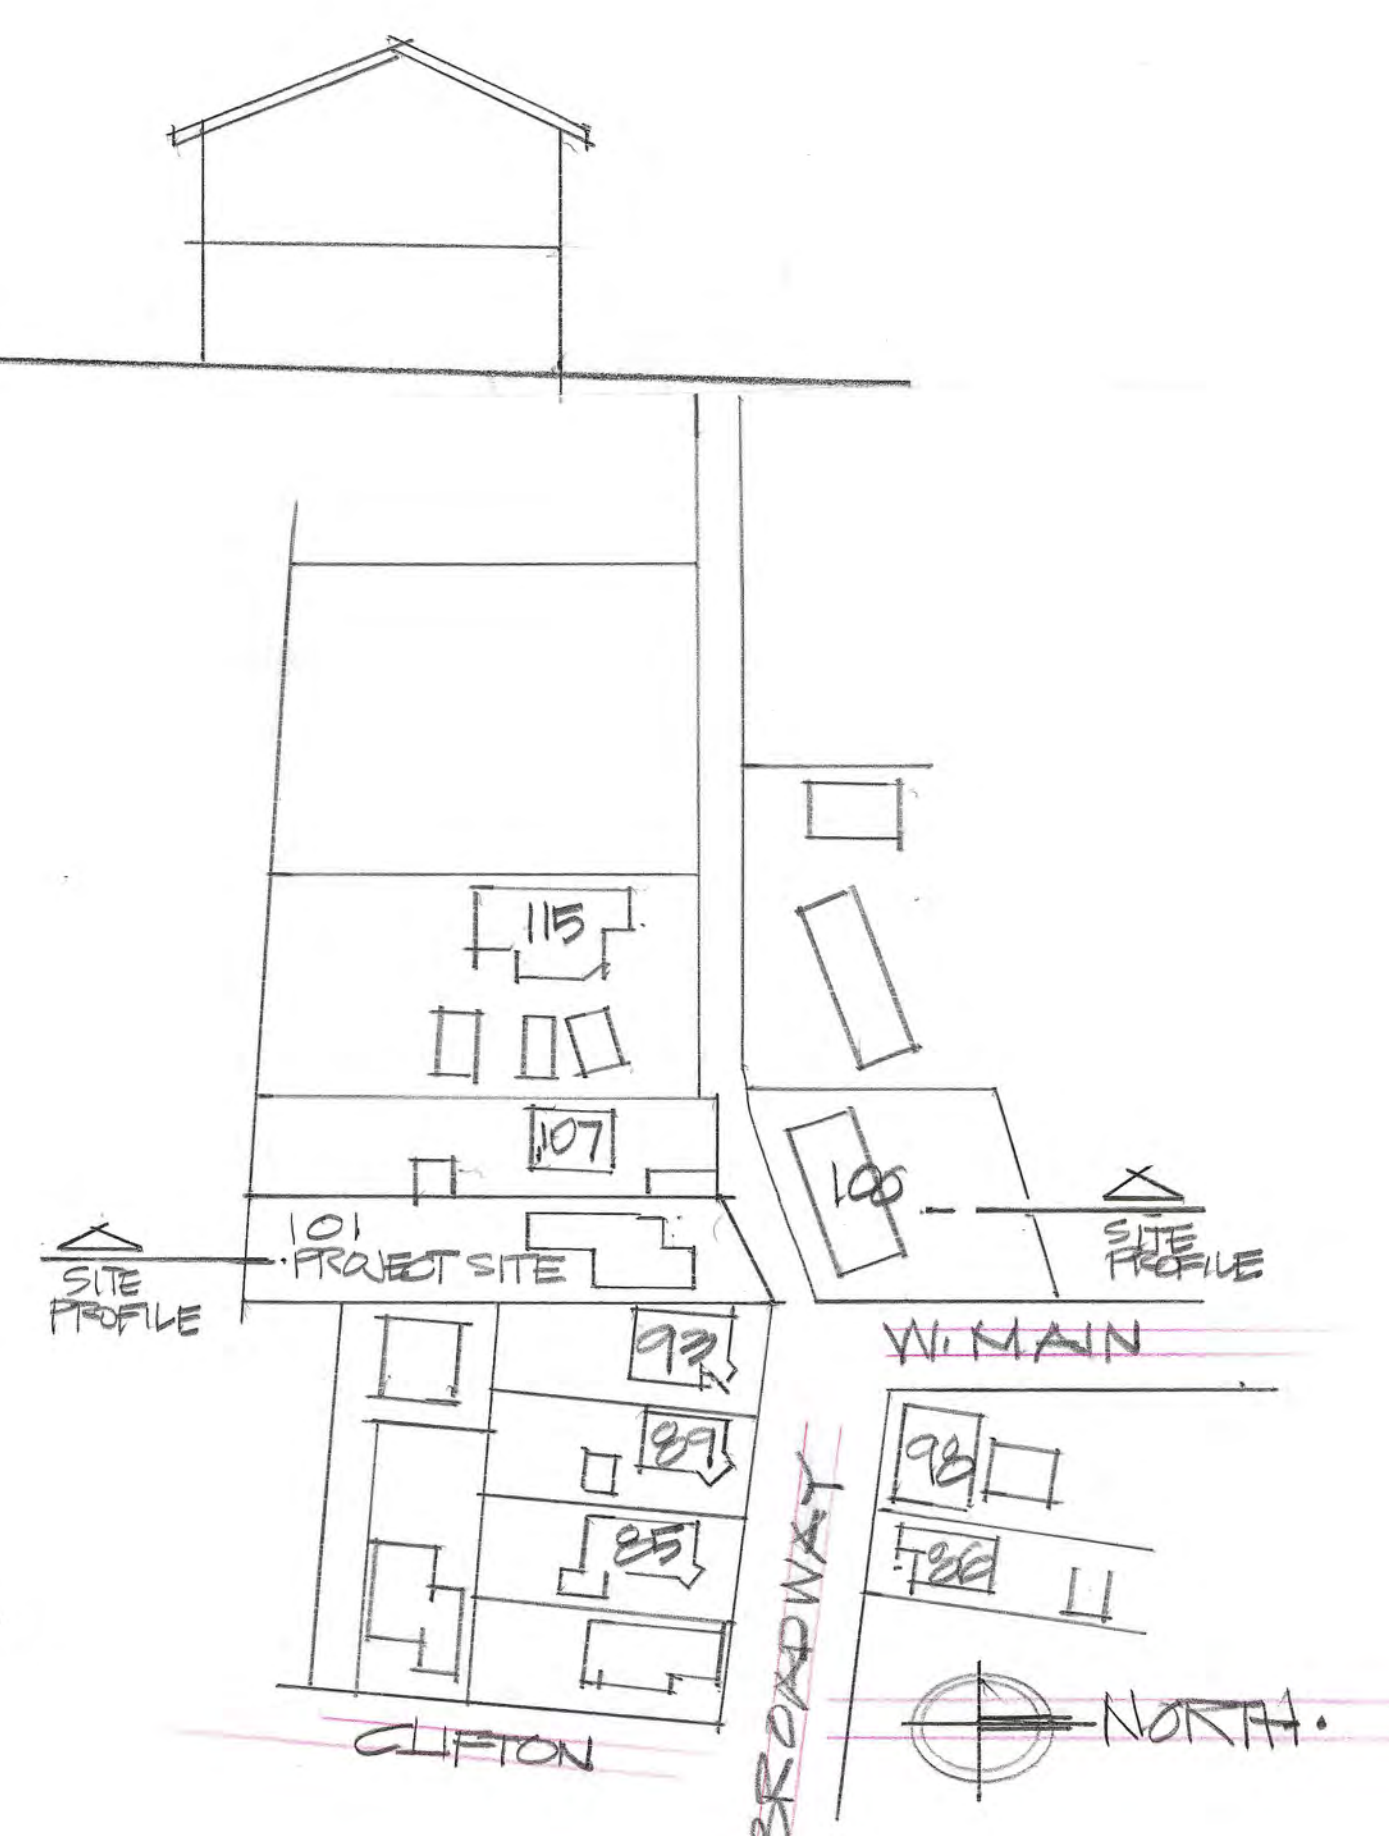 115
107
106
101
PROJECT SITE
SITE
PROFILE
SITE
PROFILE
93
W. MAIN
89
98
85
86
BROADWAY
NORTH.
CLIFTON